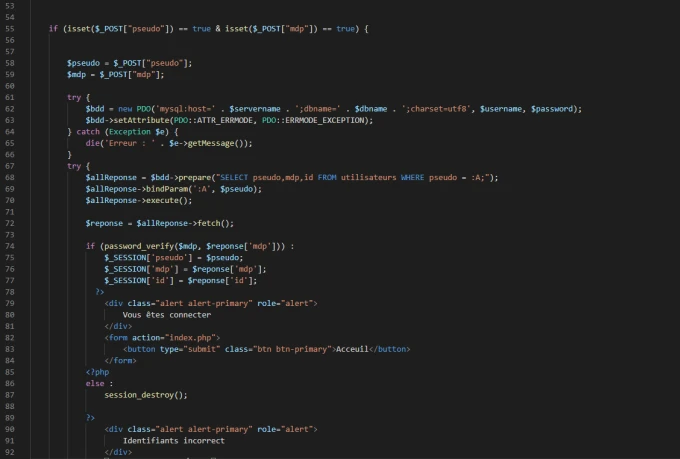 53
54
55 if (isset($_POST["pseudo"]) == true & isset($_POST["mdp"]) == true) {
56
57
58 $pseudo = $_POST["pseudo"];
59 $mdp = $_POST["mdp"];
60
61 try {
62 $bdd = new PDO('mysql:host=' . $servername . ';dbname=' . $dbname . ';charset=utf8', $username, $password);
63 $bdd->setAttribute(PDO::ATTR_ERRMODE, PDO::ERRMODE_EXCEPTION);
64 } catch (Exception $e) {
65 die('Erreur : ' . $e->getMessage());
66 }
67 try {
68 $allReponse = $bdd->prepare("SELECT pseudo,mdp,id FROM utilisateurs WHERE pseudo = :A;");
69 $allReponse->bindParam(':A', $pseudo);
70 $allReponse->execute();
71
72 $reponse = $allReponse->fetch();
73
74 if (password_verify($mdp, $reponse['mdp'])) :
75 $_SESSION['pseudo'] = $pseudo;
76 $_SESSION['mdp'] = $reponse['mdp'];
77 $_SESSION['id'] = $reponse['id'];
78 ?>
79 <div class="alert alert-primary" role="alert">
80 Vous êtes connecter
81 </div>
82 <form action="index.php">
83 <button type="submit" class="btn btn-primary">Acceuil</button>
84 </form>
85 <?php
86 else :
87 session_destroy();
88
89 ?>
90 <div class="alert alert-primary" role="alert">
91 Identifiants incorrect
92 </div>